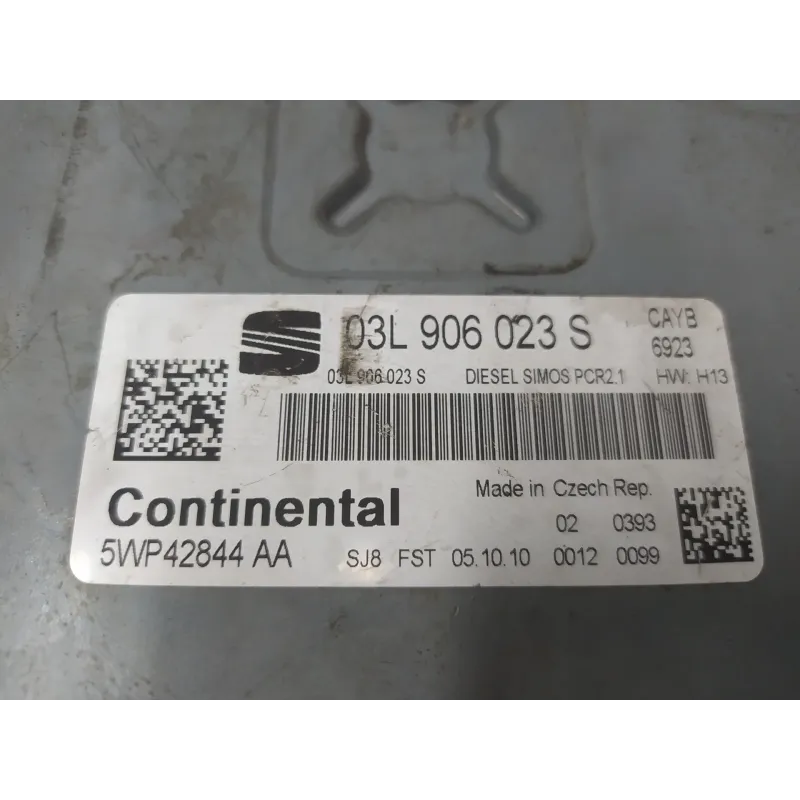 03L 906 023 S CAYB
6923
03L 906 023 S DIESEL SIMOS PCR2.1 HW: H13
Continental Made in Czech Rep.
02 0393
5WP42844 AA SJ8 FST 05.10.10 0012 0099